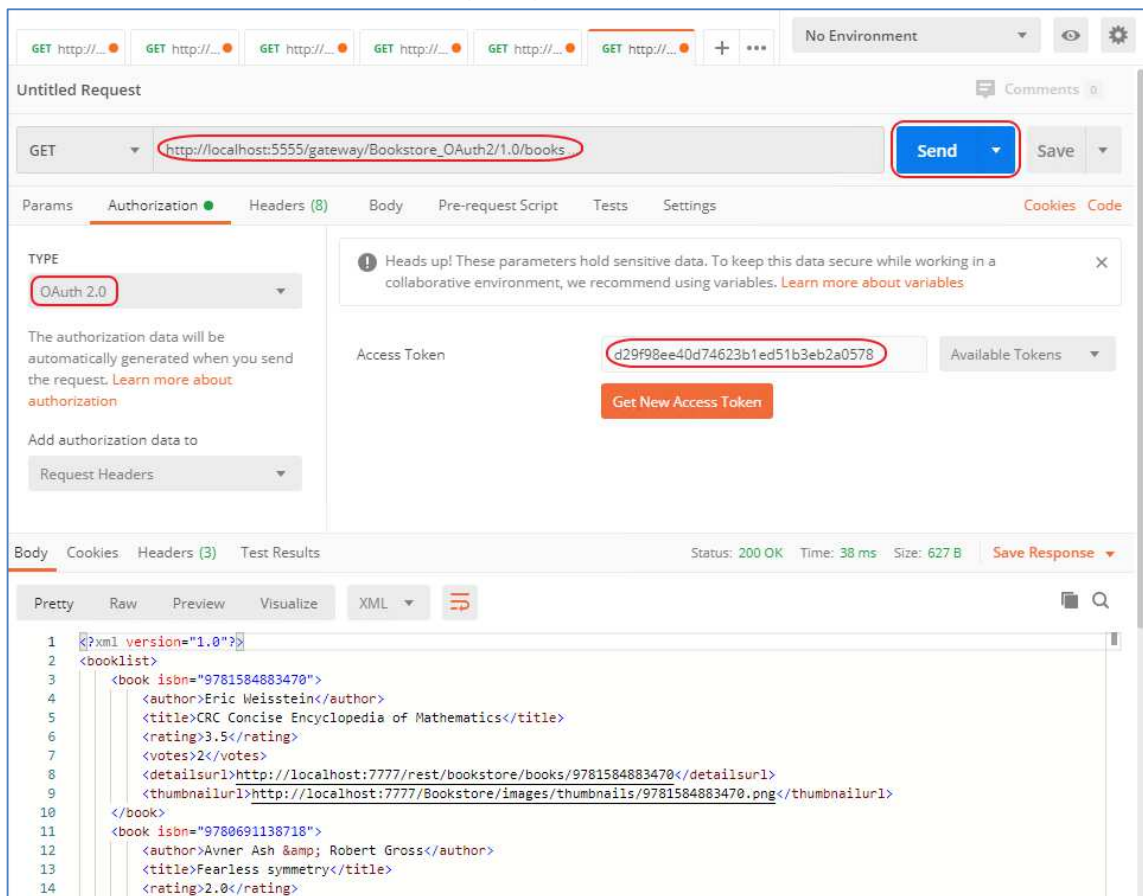 GET http://... GET http://... GET http://... GET http://... GET http://... GET http://... + ••• No Environment
Untitled Request Comments 0
GET http://localhost:5555/gateway/Bookstore_OAuth2/1.0/books Send Save
Params Authorization Headers (8) Body Pre-request Script Tests Settings Cookies Code
TYPE
OAuth 2.0
The authorization data will be
automatically generated when you send
the request. Learn more about
authorization
Add authorization data to
Request Headers
Heads up! These parameters hold sensitive data. To keep this data secure while working in a
collaborative environment, we recommend using variables. Learn more about variables
Access Token d29f98ee40d74623b1ed51b3eb2a0578 Available Tokens
Get New Access Token
Body Cookies Headers (3) Test Results Status: 200 OK Time: 38 ms Size: 627 B Save Response
Pretty Raw Preview Visualize XML
1 <?xml version="1.0"?>
2 <booklist>
3 <book isbn="9781584883470">
4 <author>Eric Weisstein</author>
5 <title>CRC Concise Encyclopedia of Mathematics</title>
6 <rating>3.5</rating>
7 <votes>2</votes>
8 <detailsurl>http://localhost:7777/rest/bookstore/books/9781584883470</detailsurl>
9 <thumbnailurl>http://localhost:7777/Bookstore/images/thumbnails/9781584883470.png</thumbnailurl>
10 </book>
11 <book isbn="9780691138718">
12 <author>Avner Ash &amp; Robert Gross</author>
13 <title>Fearless symmetry</title>
14 <rating>2.0</rating>